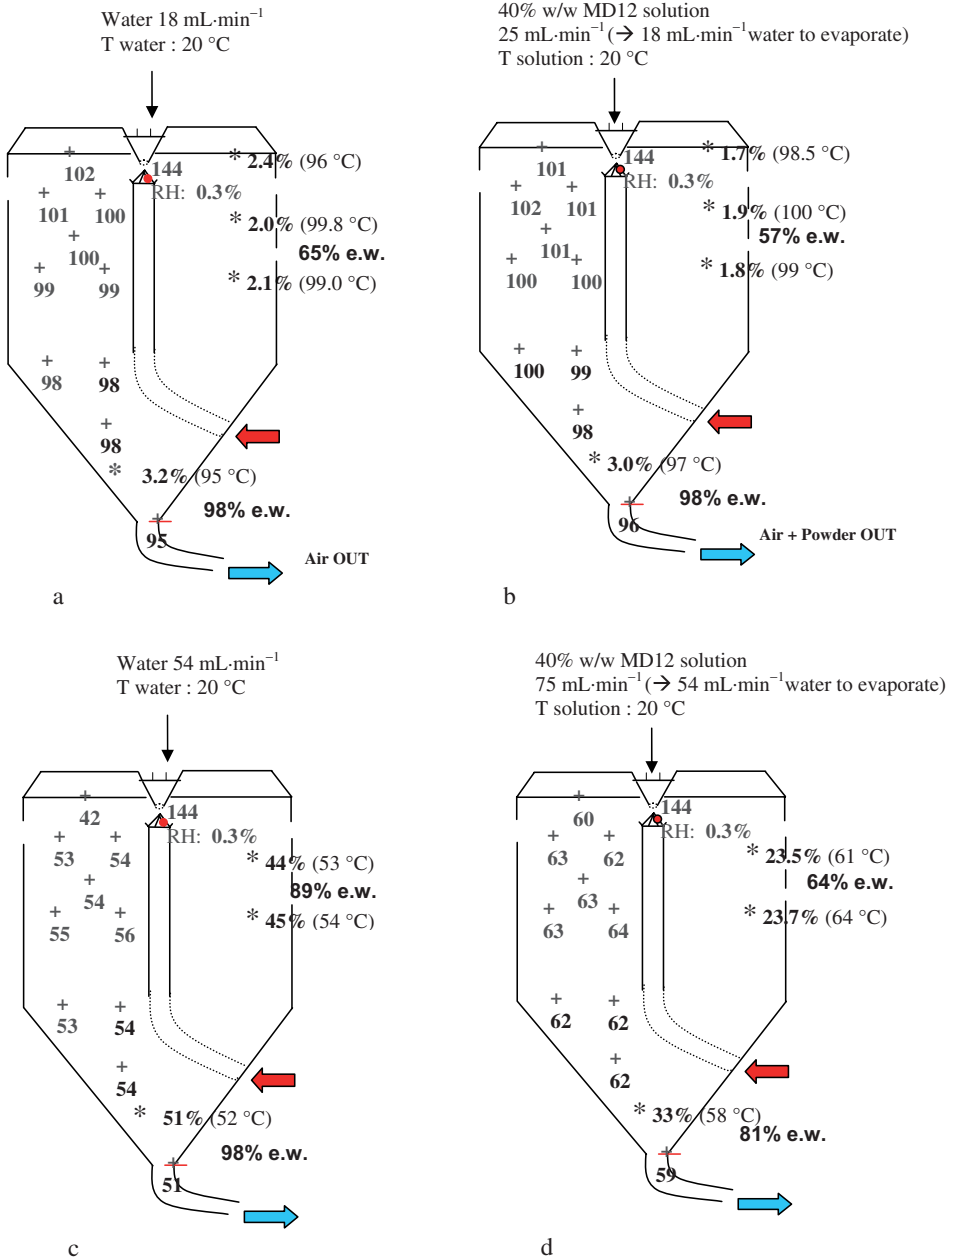 Water 18 mL·min⁻¹
T water : 20 °C
102
144
RH: 0.3%
* 2.4% (96 °C)
101
100
* 2.0% (99.8 °C)
100
65% e.w.
99
99
* 2.1% (99.0 °C)
98
98
98
* 3.2% (95 °C)
98% e.w.
95
Air OUT
a
40% w/w MD12 solution
25 mL·min⁻¹(→ 18 mL·min⁻¹water to evaporate)
T solution : 20 °C
101
144
RH: 0.3%
* 1.7% (98.5 °C)
102
101
* 1.9% (100 °C)
101
57% e.w.
100
100
* 1.8% (99 °C)
100
99
98
* 3.0% (97 °C)
98% e.w.
96
Air + Powder OUT
b
Water 54 mL·min⁻¹
T water : 20 °C
42
144
RH: 0.3%
53
54
* 44% (53 °C)
54
89% e.w.
55
56
* 45% (54 °C)
53
54
54
* 51% (52 °C)
98% e.w.
51
c
40% w/w MD12 solution
75 mL·min⁻¹(→ 54 mL·min⁻¹water to evaporate)
T solution : 20 °C
60
144
RH: 0.3%
63
62
* 23.5% (61 °C)
63
64% e.w.
63
64
* 23.7% (64 °C)
62
62
62
* 33% (58 °C)
81% e.w.
59
d